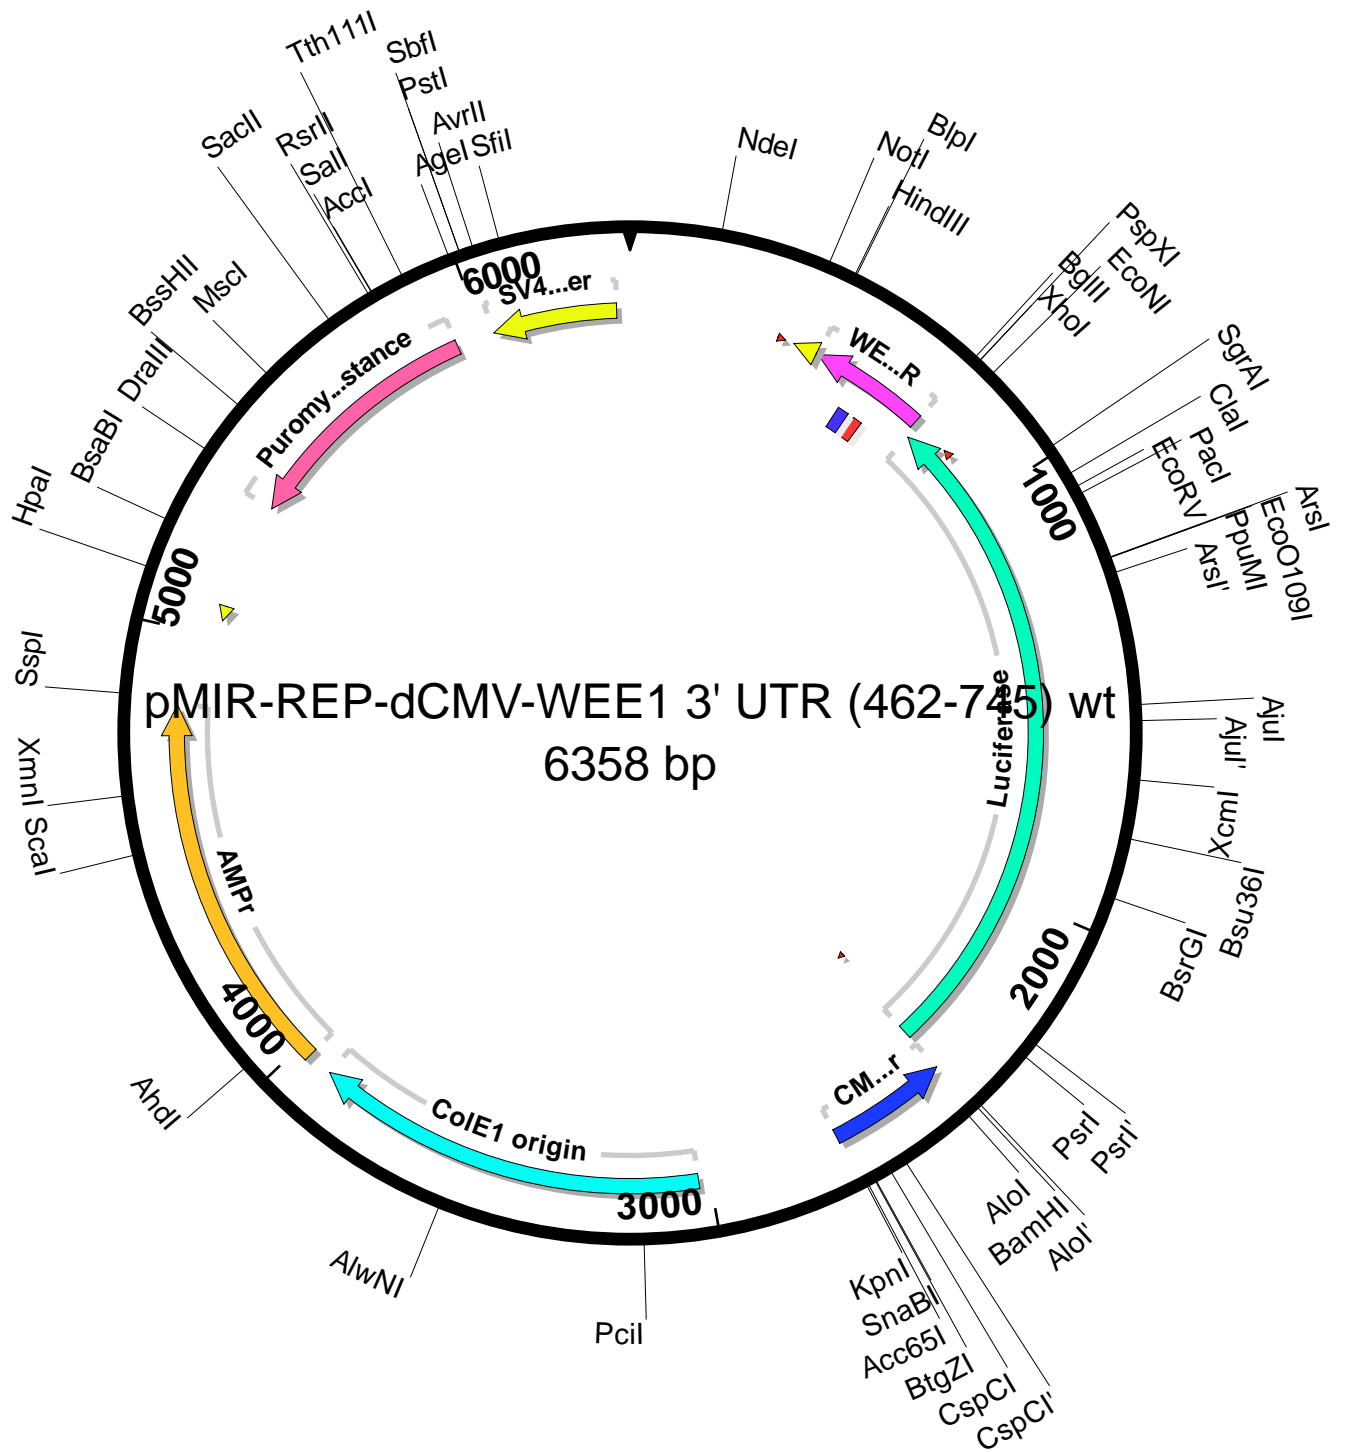 pMIR-REP-dCMV-WEE1 3' UTR (462-745) wt
6358 bp
NdeI
NotI
BlpI
HindIII
PspXI
BglII
EcoNI
XhoI
SgrAI
ClaI
PacI
EcoRV
ArsI
EcoO109I
PpuMI
ArsI'
AjuI
AjuI'
XcmI
Bsu36I
BsrGI
PsrI'
PsrI
AloI'
BamHI
AloI
CspCI'
CspCI
BtgZI
Acc65I
SnaBI
KpnI
PciI
AlwNI
AhdI
ScaI
XmnI
SspI
HpaI
BsaBI
DraIII
BssHII
MscI
SacII
RsrII
SalI
AccI
Tth111I
SbfI
PstI
AvrII
AgeI
SfiI
1000
2000
3000
4000
5000
6000
WE...R
Luciferase
CM...r
ColE1 origin
AMPr
Puromy...stance
SV4...er